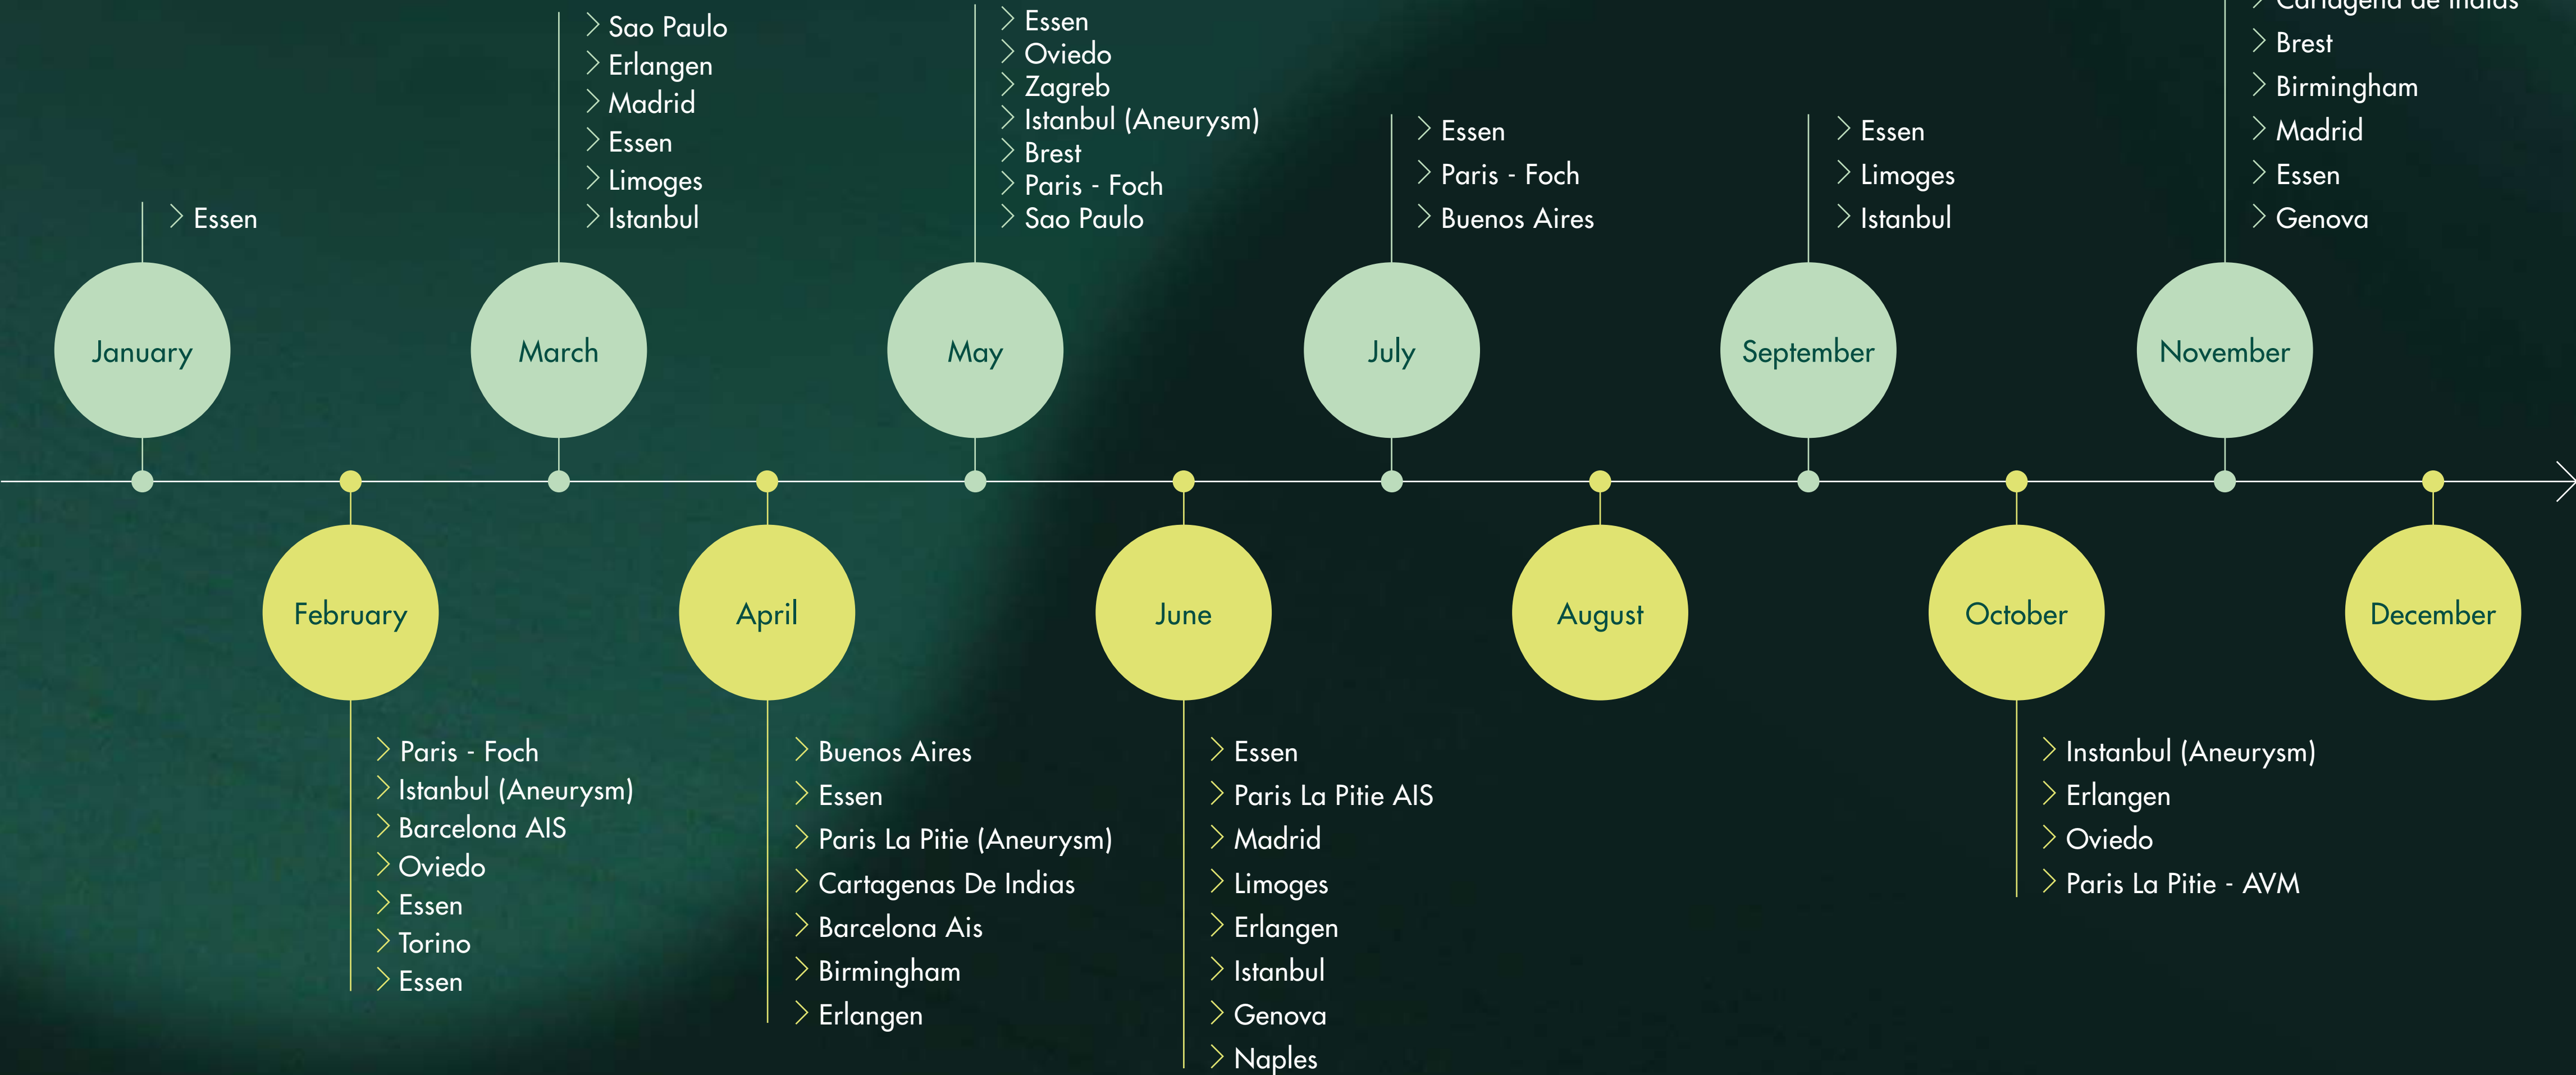 Essen
January
Paris - Foch
Istanbul (Aneurysm)
Barcelona AIS
Oviedo
Essen
Torino
Essen
February
Sao Paulo
Erlangen
Madrid
Essen
Limoges
Istanbul
March
April
Buenos Aires
Essen
Paris La Pitie (Aneurysm)
Cartagenas De Indias
Barcelona Ais
Birmingham
Erlangen
Essen
Oviedo
Zagreb
Istanbul (Aneurysm)
Brest
Paris - Foch
Sao Paulo
May
June
Essen
Paris La Pitie AIS
Madrid
Limoges
Erlangen
Istanbul
Genova
Naples
Essen
Paris - Foch
Buenos Aires
July
August
Essen
Limoges
Istanbul
September
October
Instanbul (Aneurysm)
Erlangen
Oviedo
Paris La Pitie - AVM
Cartagena de Indias
Brest
Birmingham
Madrid
Essen
Genova
November
December